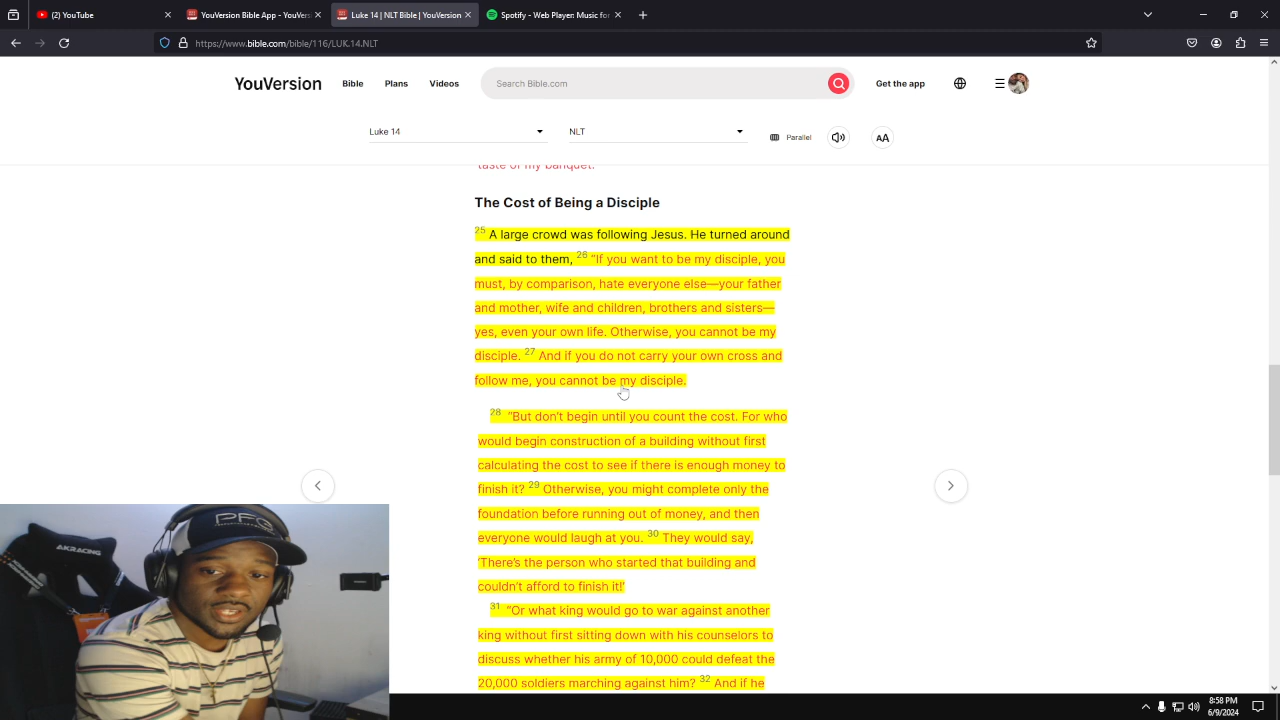 (2) YouTube
Bible App - YouVersi
Luke 14 | NLT Bible | YouVersion
Spotify - Web Player Music for
https://www.bible.com/bible/116/LUK.14.NLT
YouVersion Bible Plans Videos Search Bible.com Get the app
Luke 14 NLT Parallel AA
taste of my banquet.
The Cost of Being a Disciple
25 A large crowd was following Jesus. He turned around
and said to them, 26 “If you want to be my disciple, you
must, by comparison, hate everyone else—your father
and mother, wife and children, brothers and sisters—
yes, even your own life. Otherwise, you cannot be my
disciple. 27 And if you do not carry your own cross and
follow me, you cannot be my disciple.
28 “But don’t begin until you count the cost. For who
would begin construction of a building without first
calculating the cost to see if there is enough money to
finish it? 29 Otherwise, you might complete only the
foundation before running out of money, and then
everyone would laugh at you. 30 They would say,
‘There’s the person who started that building and
couldn’t afford to finish it!’
31 “Or what king would go to war against another
king without first sitting down with his counselors to
discuss whether his army of 10,000 could defeat the
20,000 soldiers marching against him? 32 And if he
PFG
AKRACING
8:58 PM
6/9/2024